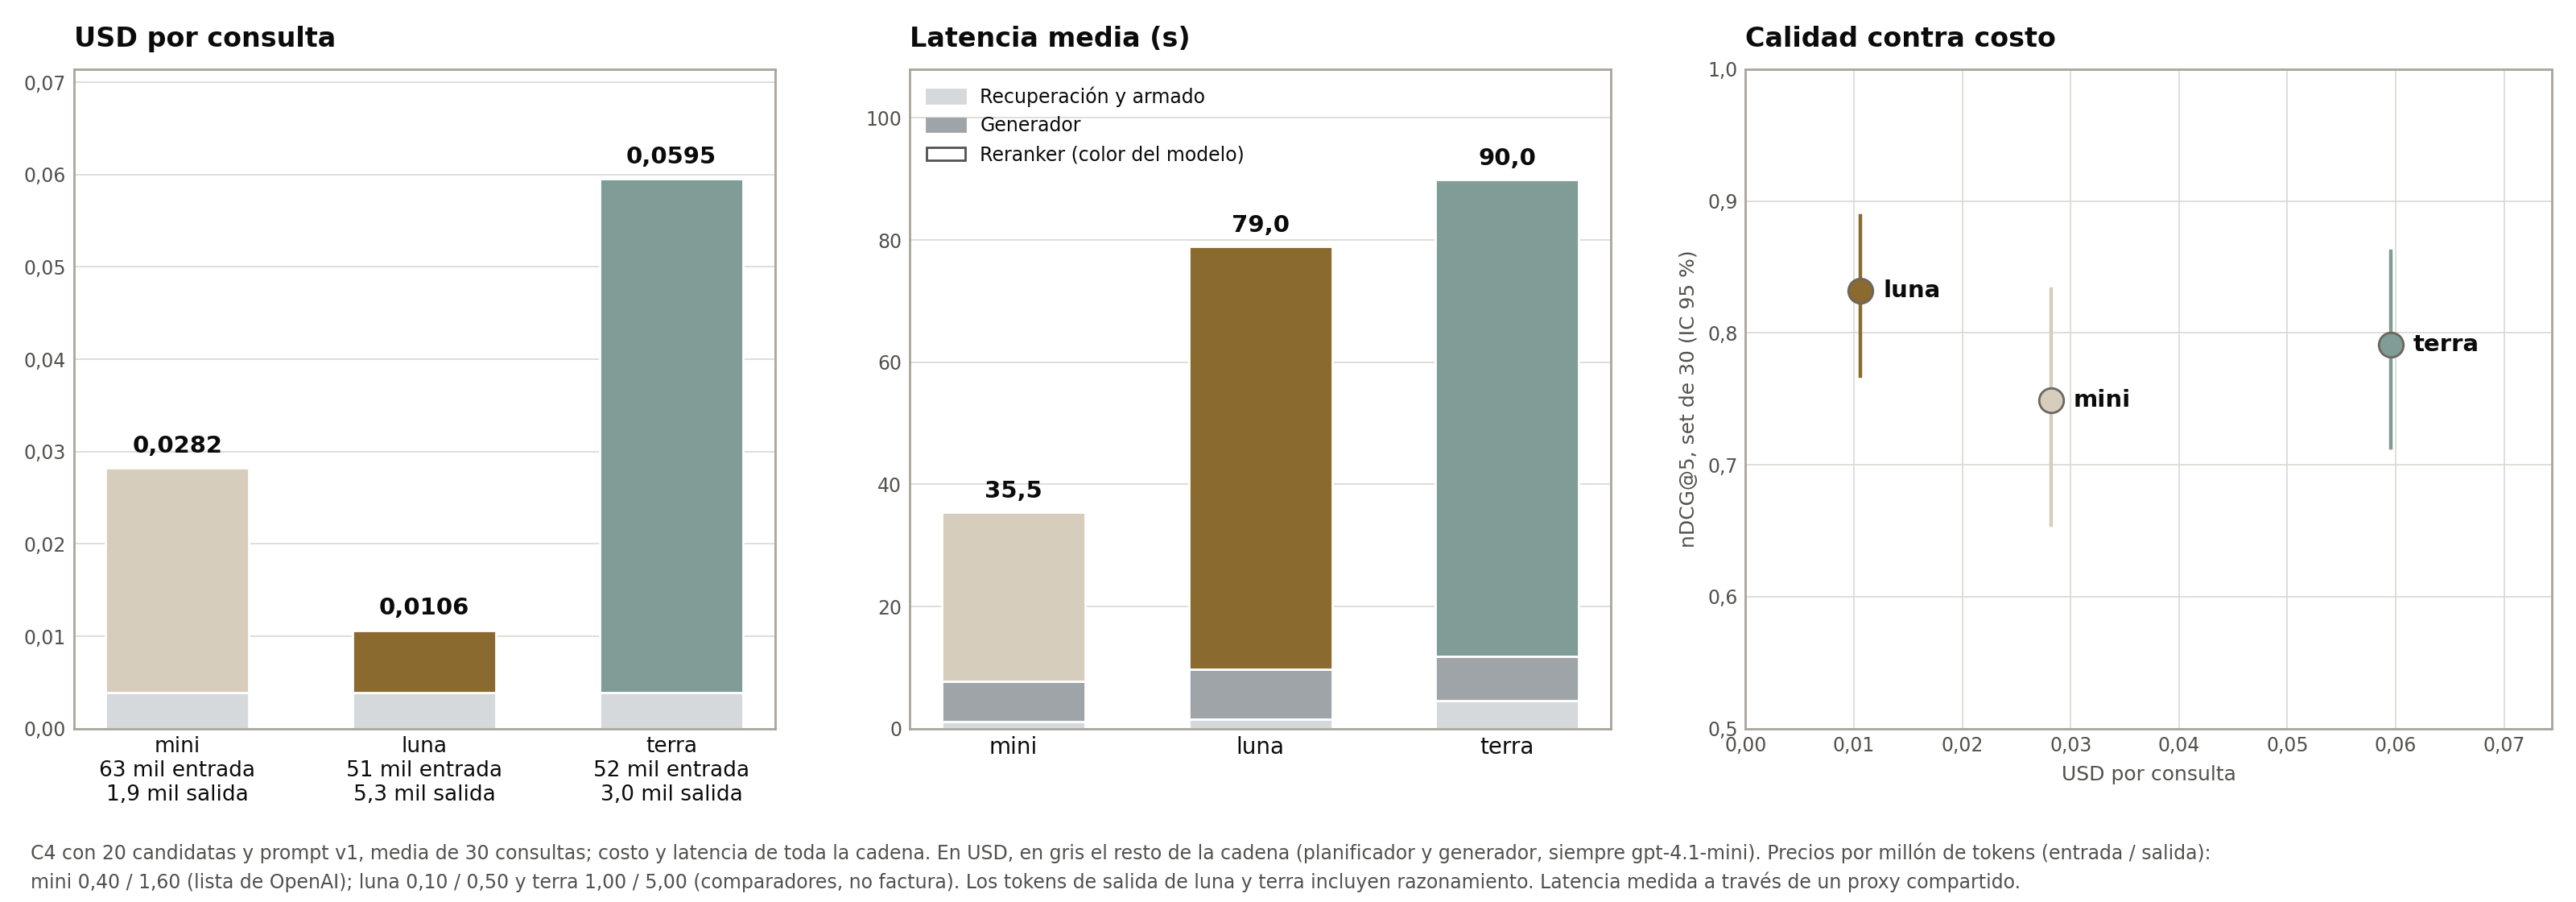 USD por consulta
0,07
0,06
0,05
0,04
0,03
0,02
0,01
0,00
0,0282
0,0106
0,0595
mini
63 mil entrada
1,9 mil salida
luna
51 mil entrada
5,3 mil salida
terra
52 mil entrada
3,0 mil salida
Latencia media (s)
Recuperación y armado
Generador
Reranker (color del modelo)
100
80
60
40
20
0
35,5
79,0
90,0
mini
luna
terra
Calidad contra costo
nDCG@5, set de 30 (IC 95 %)
1,0
0,9
0,8
0,7
0,6
0,5
luna
mini
terra
0,00
0,01
0,02
0,03
0,04
0,05
0,06
0,07
USD por consulta
C4 con 20 candidatas y prompt v1, media de 30 consultas; costo y latencia de toda la cadena. En USD, en gris el resto de la cadena (planificador y generador, siempre gpt-4.1-mini). Precios por millón de tokens (entrada / salida):
mini 0,40 / 1,60 (lista de OpenAI); luna 0,10 / 0,50 y terra 1,00 / 5,00 (comparadores, no factura). Los tokens de salida de luna y terra incluyen razonamiento. Latencia medida a través de un proxy compartido.